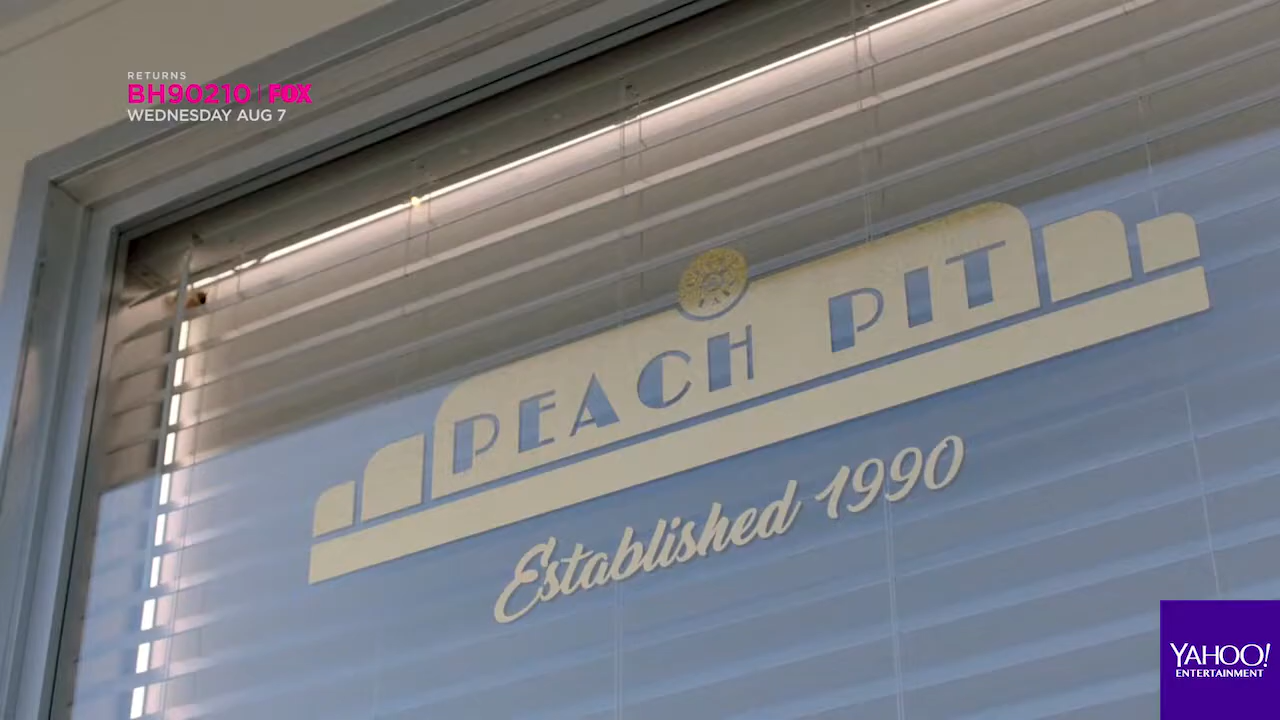 RETURNS
BH90210 | FOX
WEDNESDAY AUG 7
PEACH PIT
Established 1990
YAHOO!
ENTERTAINMENT